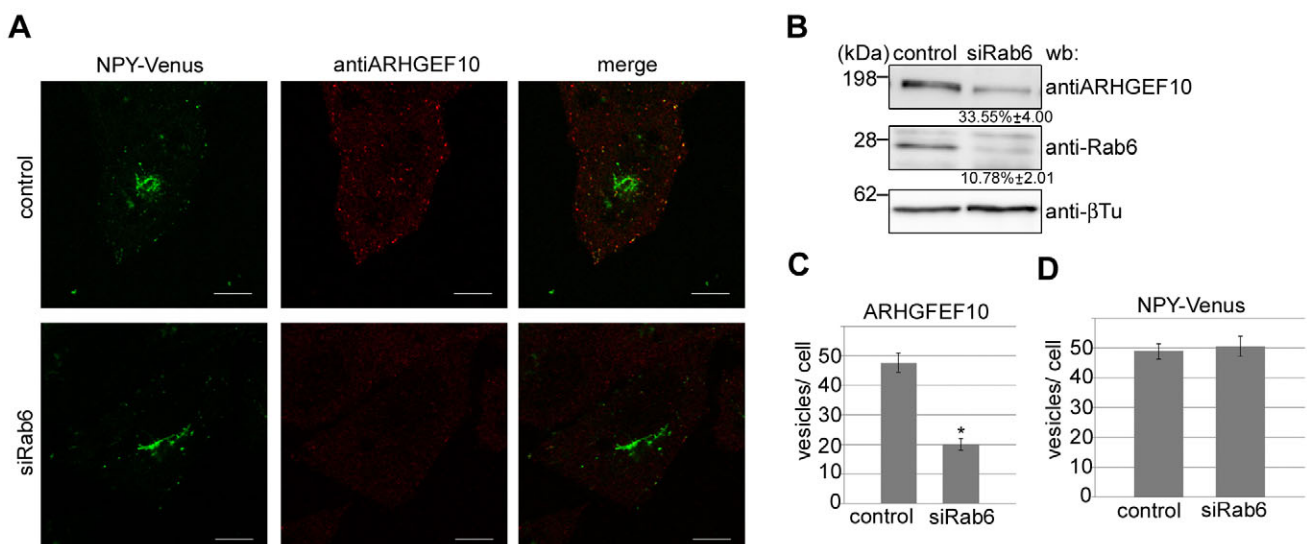 A
NPY-Venus antiARHGEF10 merge
control
siRab6
B
(kDa) control siRab6 wb:
198 antiARHGEF10
33.55%±4.00
28 anti-Rab6
10.78%±2.01
62 anti-βTu
C
ARHGFEF10
vesicles/ cell
50
40
30
20
10
0
*
control siRab6
D
NPY-Venus
vesicles/ cell
50
40
30
20
10
0
control siRab6